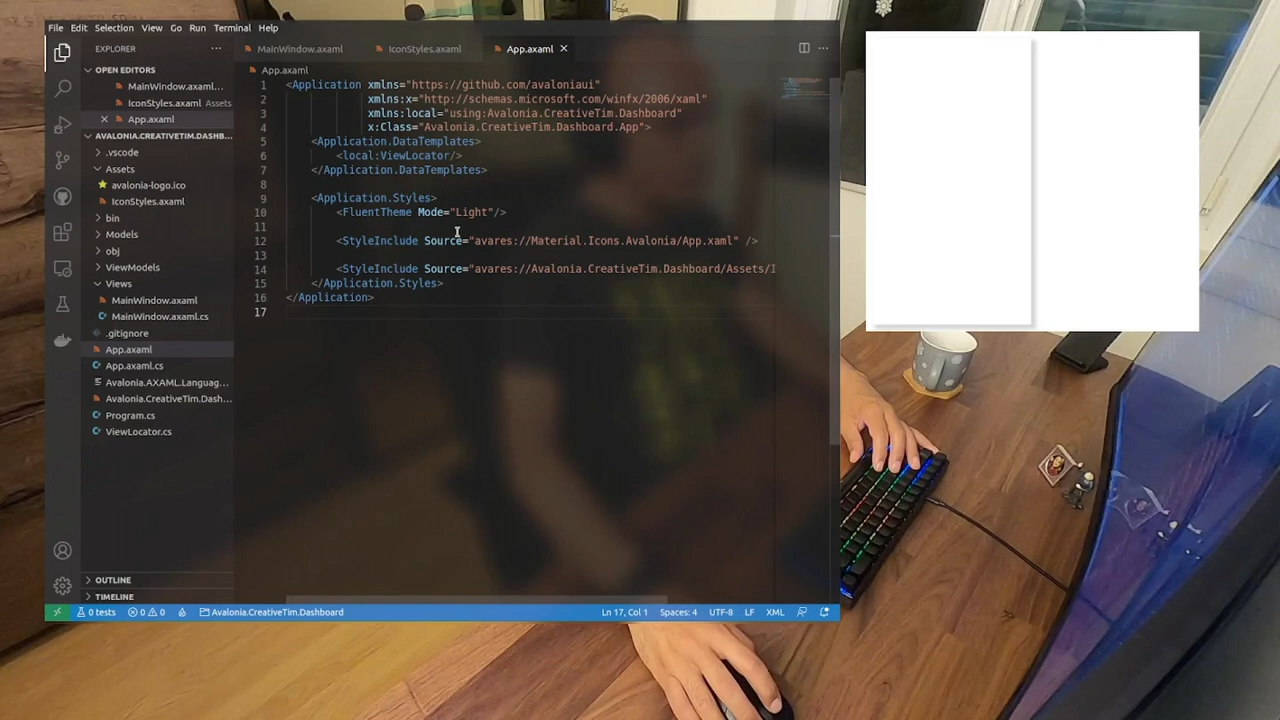 File Edit Selection View Go Run Terminal Help
EXPLORER
OPEN EDITORS
MainWindow.axaml...
IconStyles.axaml Assets
App.axaml
AVALONIA.CREATIVETIM.DASHB...
.vscode
Assets
avalonia-logo.ico
IconStyles.axaml
bin
Models
obj
ViewModels
Views
MainWindow.axaml
MainWindow.axaml.cs
.gitignore
App.axaml
App.axaml.cs
Avalonia.AXAML.Languag...
Avalonia.CreativeTim.Dash...
Program.cs
ViewLocator.cs
OUTLINE
TIMELINE
MainWindow.axaml IconStyles.axaml App.axaml
App.axaml
1 <Application xmlns="https://github.com/avaloniaui"
2 xmlns:x="http://schemas.microsoft.com/winfx/2006/xaml"
3 xmlns:local="using:Avalonia.CreativeTim.Dashboard"
4 x:Class="Avalonia.CreativeTim.Dashboard.App">
5 <Application.DataTemplates>
6 <local:ViewLocator/>
7 </Application.DataTemplates>
8
9 <Application.Styles>
10 <FluentTheme Mode="Light"/>
11
12 <StyleInclude Source="avares://Material.Icons.Avalonia/App.xaml" />
13
14 <StyleInclude Source="avares://Avalonia.CreativeTim.Dashboard/Assets/I
15 </Application.Styles>
16 </Application>
17
0 tests 0 0 Avalonia.CreativeTim.Dashboard Ln 17, Col 1 Spaces: 4 UTF-8 LF XML